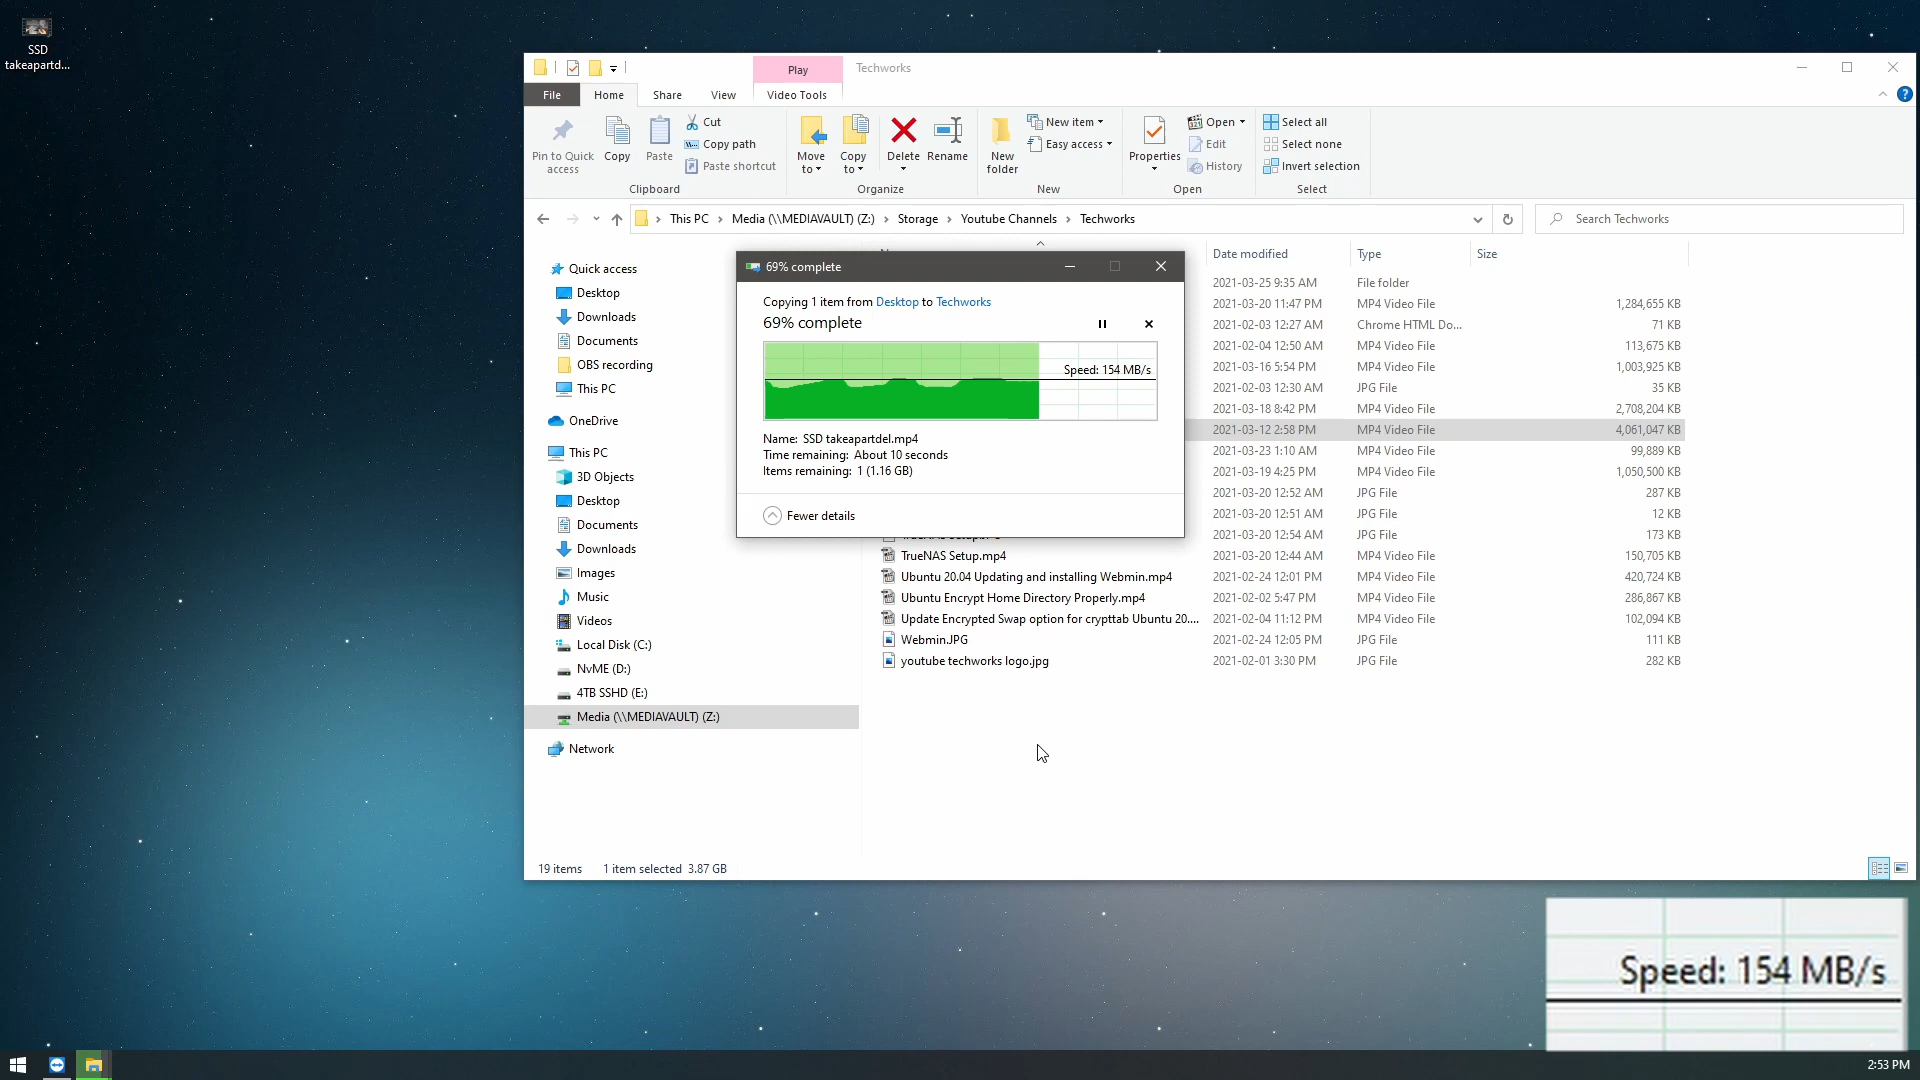 SSD
takeapartd...
Play
Techworks
File
Home
Share
View
Video Tools
Pin to Quick
access
Copy
Paste
Cut
Copy path
Paste shortcut
Clipboard
Move
to
Copy
to
Delete
Rename
Organize
New
folder
New item
Easy access
New
Properties
Open
Edit
History
Open
Select all
Select none
Invert selection
Select
This PC > Media (\\MEDIAVAULT) (Z:) > Storage > Youtube Channels > Techworks
Search Techworks
Quick access
Desktop
Downloads
Documents
OBS recording
This PC
OneDrive
This PC
3D Objects
Desktop
Documents
Downloads
Images
Music
Videos
Local Disk (C:)
NvME (D:)
4TB SSHD (E:)
Media (\\MEDIAVAULT) (Z:)
Network
69% complete
Copying 1 item from Desktop to Techworks
69% complete
Speed: 154 MB/s
Name: SSD takeapartdel.mp4
Time remaining: About 10 seconds
Items remaining: 1 (1.16 GB)
Fewer details
Date modified Type Size
2021-03-25 9:35 AM File folder
2021-03-20 11:47 PM MP4 Video File 1,284,655 KB
2021-02-03 12:27 AM Chrome HTML Do... 71 KB
2021-02-04 12:50 AM MP4 Video File 113,675 KB
2021-03-16 5:54 PM MP4 Video File 1,003,925 KB
2021-02-03 12:30 AM JPG File 35 KB
2021-03-18 8:42 PM MP4 Video File 2,708,204 KB
2021-03-12 2:58 PM MP4 Video File 4,061,047 KB
2021-03-23 1:10 AM MP4 Video File 99,889 KB
2021-03-19 4:25 PM MP4 Video File 1,050,500 KB
2021-03-20 12:52 AM JPG File 287 KB
2021-03-20 12:51 AM JPG File 12 KB
2021-03-20 12:54 AM JPG File 173 KB
TrueNAS Setup.mp4 2021-03-20 12:44 AM MP4 Video File 150,705 KB
Ubuntu 20.04 Updating and installing Webmin.mp4 2021-02-24 12:01 PM MP4 Video File 420,724 KB
Ubuntu Encrypt Home Directory Properly.mp4 2021-02-02 5:47 PM MP4 Video File 286,867 KB
Update Encrypted Swap option for crypttab Ubuntu 20.... 2021-02-04 11:12 PM MP4 Video File 102,094 KB
Webmin.JPG 2021-02-24 12:05 PM JPG File 111 KB
youtube techworks logo.jpg 2021-02-01 3:30 PM JPG File 282 KB
19 items 1 item selected 3.87 GB
Speed: 154 MB/s
2:53 PM